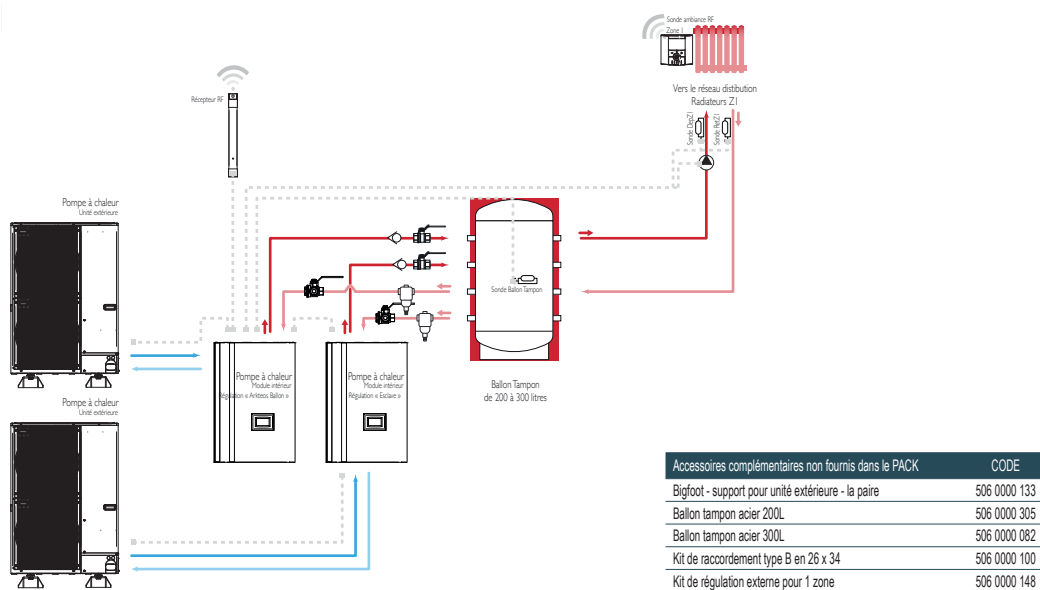 Sonde ambiance RF
Zone 1
Vers le réseau distibution
Radiateurs Z1
Sonde DepZ1
Sonde RetZ1
Récepteur RF
Pompe à chaleur
Unité extérieure
Sonde Ballon Tampon
Pompe à chaleur
Module intérieur
Régulation « Arkteos Ballon »
Pompe à chaleur
Module intérieur
Régulation « Esclave »
Ballon Tampon
de 200 à 300 litres
Pompe à chaleur
Unité extérieure
Accessoires complémentaires non fournis dans le PACK CODE
Bigfoot - support pour unité extérieure - la paire 506 0000 133
Ballon tampon acier 200L 506 0000 305
Ballon tampon acier 300L 506 0000 082
Kit de raccordement type B en 26 x 34 506 0000 100
Kit de régulation externe pour 1 zone 506 0000 148